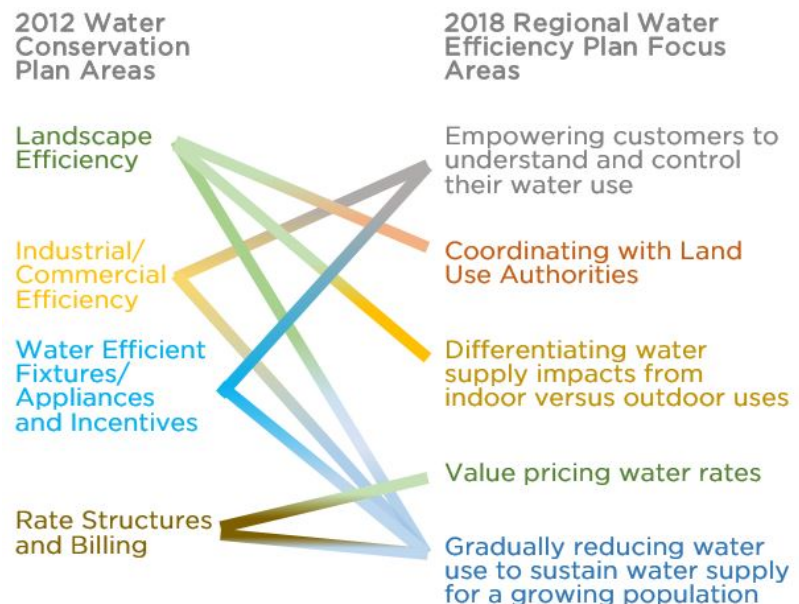 2012 Water
Conservation
Plan Areas
Landscape
Efficiency
Industrial/
Commercial
Efficiency
Water Efficient
Fixtures/
Appliances
and Incentives
Rate Structures
and Billing
2018 Regional Water
Efficiency Plan Focus
Areas
Empowering customers to
understand and control
their water use
Coordinating with Land
Use Authorities
Differentiating water
supply impacts from
indoor versus outdoor uses
Value pricing water rates
Gradually reducing water
use to sustain water supply
for a growing population